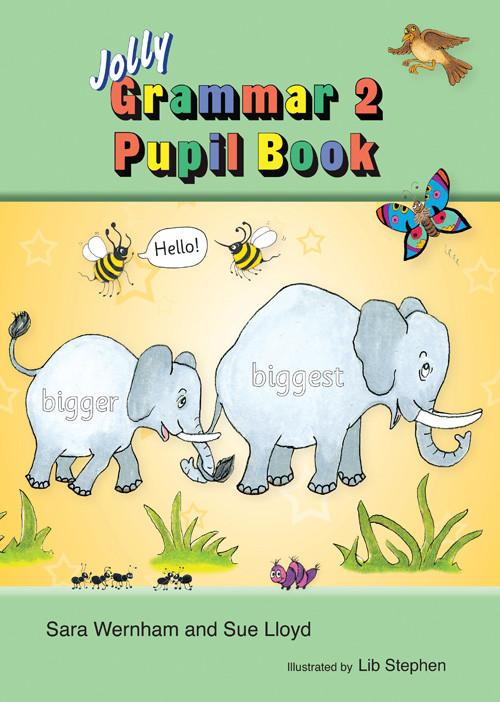 Jolly
Grammar 2
Pupil Book
Hello!
bigger
biggest
Sara Wernham and Sue Lloyd
Illustrated by Lib Stephen